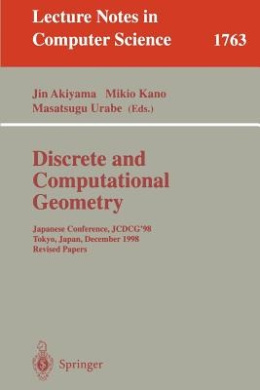 Lecture Notes in
Computer Science 1763
Jin Akiyama Mikio Kano
Masatsugu Urabe (Eds.)
Discrete and
Computational
Geometry
Japanese Conference, JCDCG'98
Tokyo, Japan, December 1998
Revised Papers
Springer